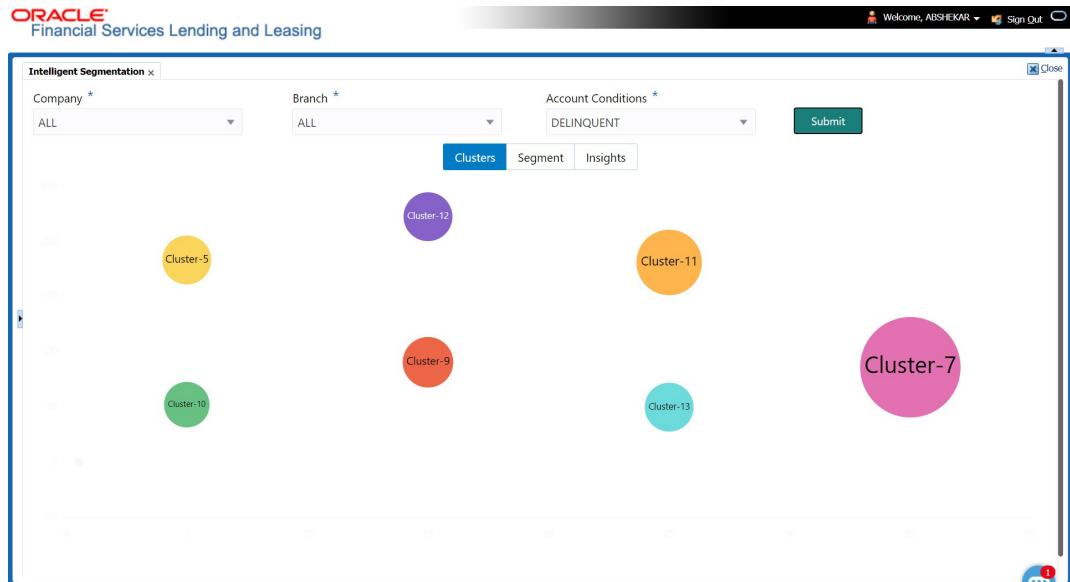 ORACLE
Financial Services Lending and Leasing
Welcome, ABSHEKAR
Sign Out
Intelligent Segmentation
Close
Company *
Branch *
Account Conditions *
ALL
ALL
DELINQUENT
Submit
Clusters
Segment
Insights
Cluster-12
Cluster-5
Cluster-11
Cluster-9
Cluster-7
Cluster-10
Cluster-13
1